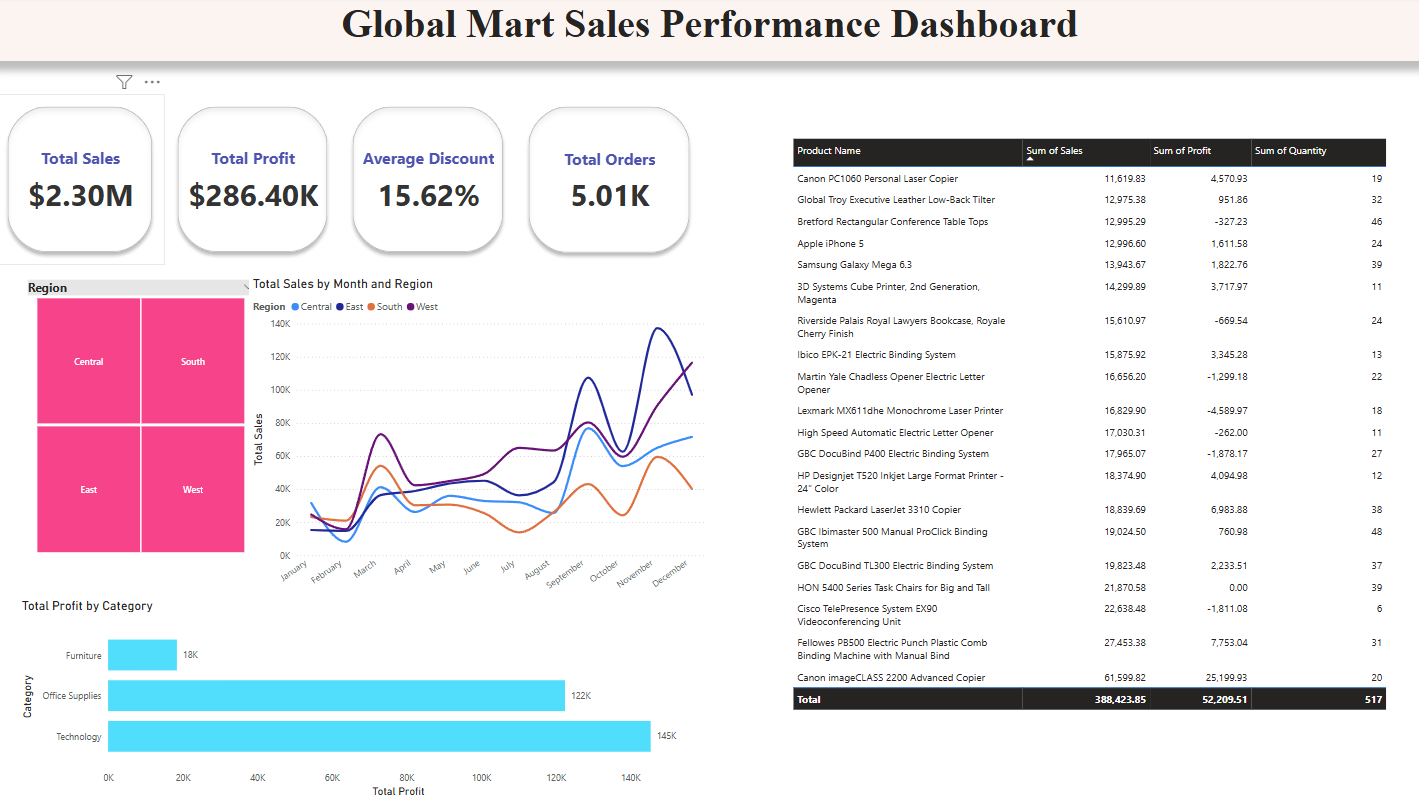 Global Mart Sales Performance Dashboard
Total Sales
$2.30M
Total Profit
$286.40K
Average Discount
15.62%
Total Orders
5.01K
Region
Central
South
East
West
Total Sales by Month and Region
Region Central East South West
Total Sales
140K
120K
100K
80K
60K
40K
20K
0K
January
February
March
April
May
June
July
August
September
October
November
December
Total Profit by Category
Category
Furniture 18K
Office Supplies 122K
Technology 145K
0K 20K 40K 60K 80K 100K 120K 140K
Total Profit
Product Name Sum of Sales Sum of Profit Sum of Quantity
Canon PC1060 Personal Laser Copier 11,619.83 4,570.93 19
Global Troy Executive Leather Low-Back Tilter 12,975.38 951.86 32
Bretford Rectangular Conference Table Tops 12,995.29 -327.23 46
Apple iPhone 5 12,996.60 1,611.58 24
Samsung Galaxy Mega 6.3 13,943.67 1,822.76 39
3D Systems Cube Printer, 2nd Generation, 14,299.89 3,717.97 11
Magenta
Riverside Palais Royal Lawyers Bookcase, Royale 15,610.97 -669.54 24
Cherry Finish
Ibico EPK-21 Electric Binding System 15,875.92 3,345.28 13
Martin Yale Chadless Opener Electric Letter 16,656.20 -1,299.18 22
Opener
Lexmark MX611dhe Monochrome Laser Printer 16,829.90 -4,589.97 18
High Speed Automatic Electric Letter Opener 17,030.31 -262.00 11
GBC DocuBind P400 Electric Binding System 17,965.07 -1,878.17 27
HP Designjet T520 Inkjet Large Format Printer - 18,374.90 4,094.98 12
24" Color
Hewlett Packard LaserJet 3310 Copier 18,839.69 6,983.88 38
GBC Ibimaster 500 Manual ProClick Binding 19,024.50 760.98 48
System
GBC DocuBind TL300 Electric Binding System 19,823.48 2,233.51 37
HON 5400 Series Task Chairs for Big and Tall 21,870.58 0.00 39
Cisco TelePresence System EX90 22,638.48 -1,811.08 6
Videoconferencing Unit
Fellowes PB500 Electric Punch Plastic Comb 27,453.38 7,753.04 31
Binding Machine with Manual Bind
Canon imageCLASS 2200 Advanced Copier 61,599.82 25,199.93 20
Total 388,423.85 52,209.51 517